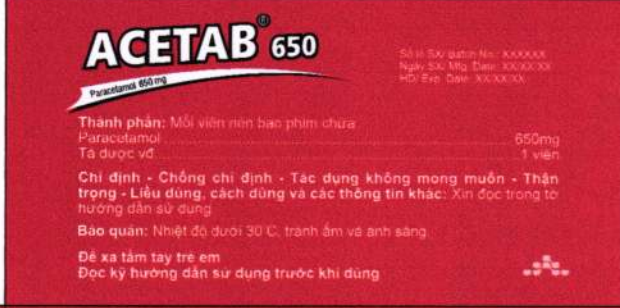 ACETAB® 650
Paracetamol 650 mg
Số lô SX/ Batch No.: XXXXXX
Ngày SX/ Mfg. Date: XX/XX/XX
HD/ Exp. Date: XX/XX/XX
Thành phần: Mỗi viên nén bao phim chứa
Paracetamol 650mg
Tá dược vđ 1 viên
Chỉ định - Chống chỉ định - Tác dụng không mong muốn - Thận
trọng - Liều dùng, cách dùng và các thông tin khác: Xin đọc trong tờ
hướng dẫn sử dụng
Bảo quản: Nhiệt độ dưới 30°C, tránh ẩm và ánh sáng
Để xa tầm tay trẻ em
Đọc kỹ hướng dẫn sử dụng trước khi dùng